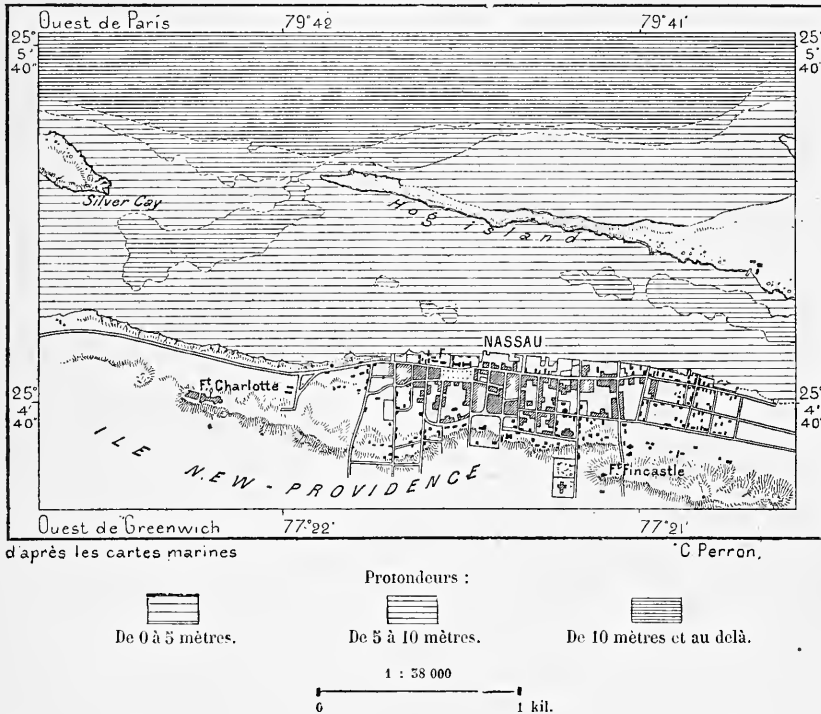 Ouest de París 79°42 79°41'
25° 5' 40" 25° 5' 40"
Silver Cay
Hog Island
NASSAU
Ft. Charlotte
25° 4' 40" 25° 4' 40"
ILE NEW-PROVIDENCE
Ft. Fincastle
Ouest de Greenwich 77°22' 77°21'
d'après les cartes marines C Perron,
Profondeurs :
De 0 à 5 mètres. De 5 à 10 mètres. De 10 mètres et au delà.
1 : 38 000
0 1 kil.